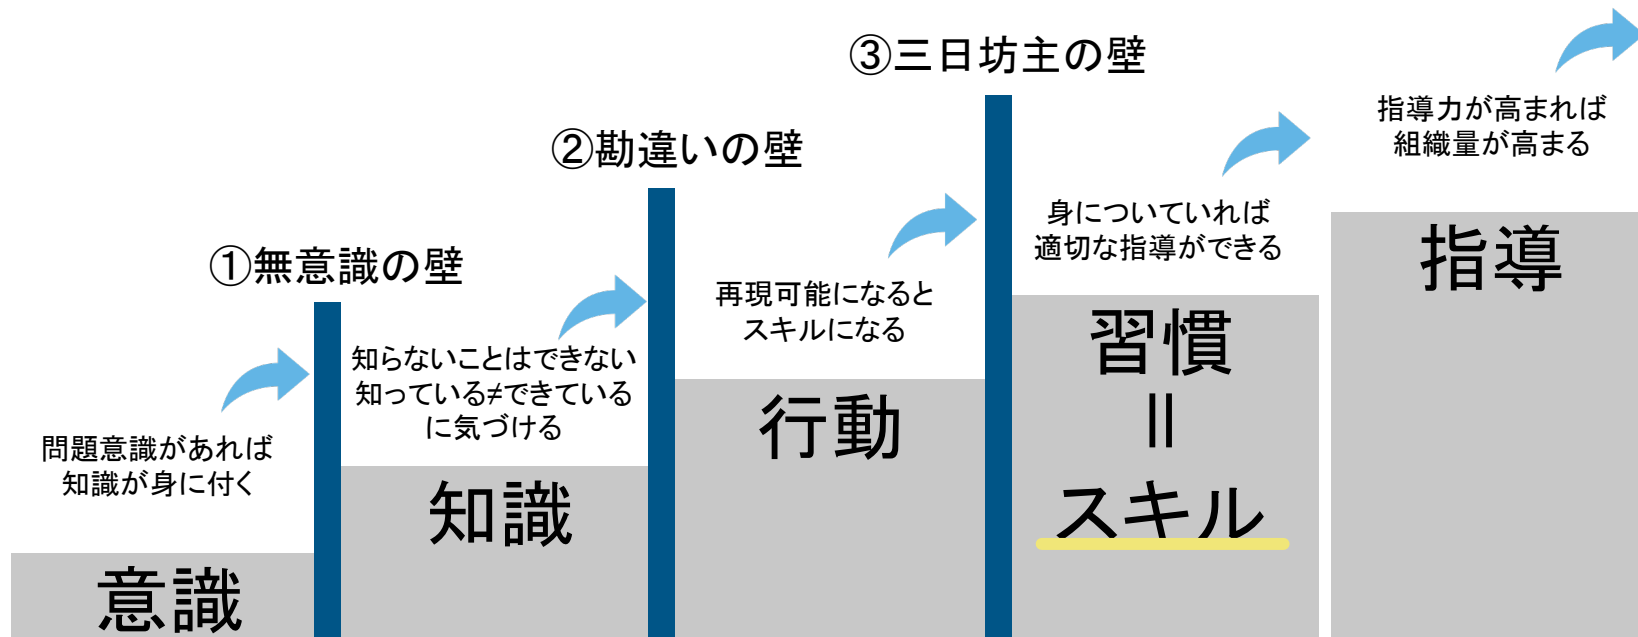 ①無意識の壁
②勘違いの壁
③三日坊主の壁
問題意識があれば
知識が身に付く
意識
知らないことはできない
知っている≠できている
に気づける
知識
再現可能になると
スキルになる
行動
身についていれば
適切な指導ができる
習慣
＝
スキル
指導力が高まれば
組織量が高まる
指導